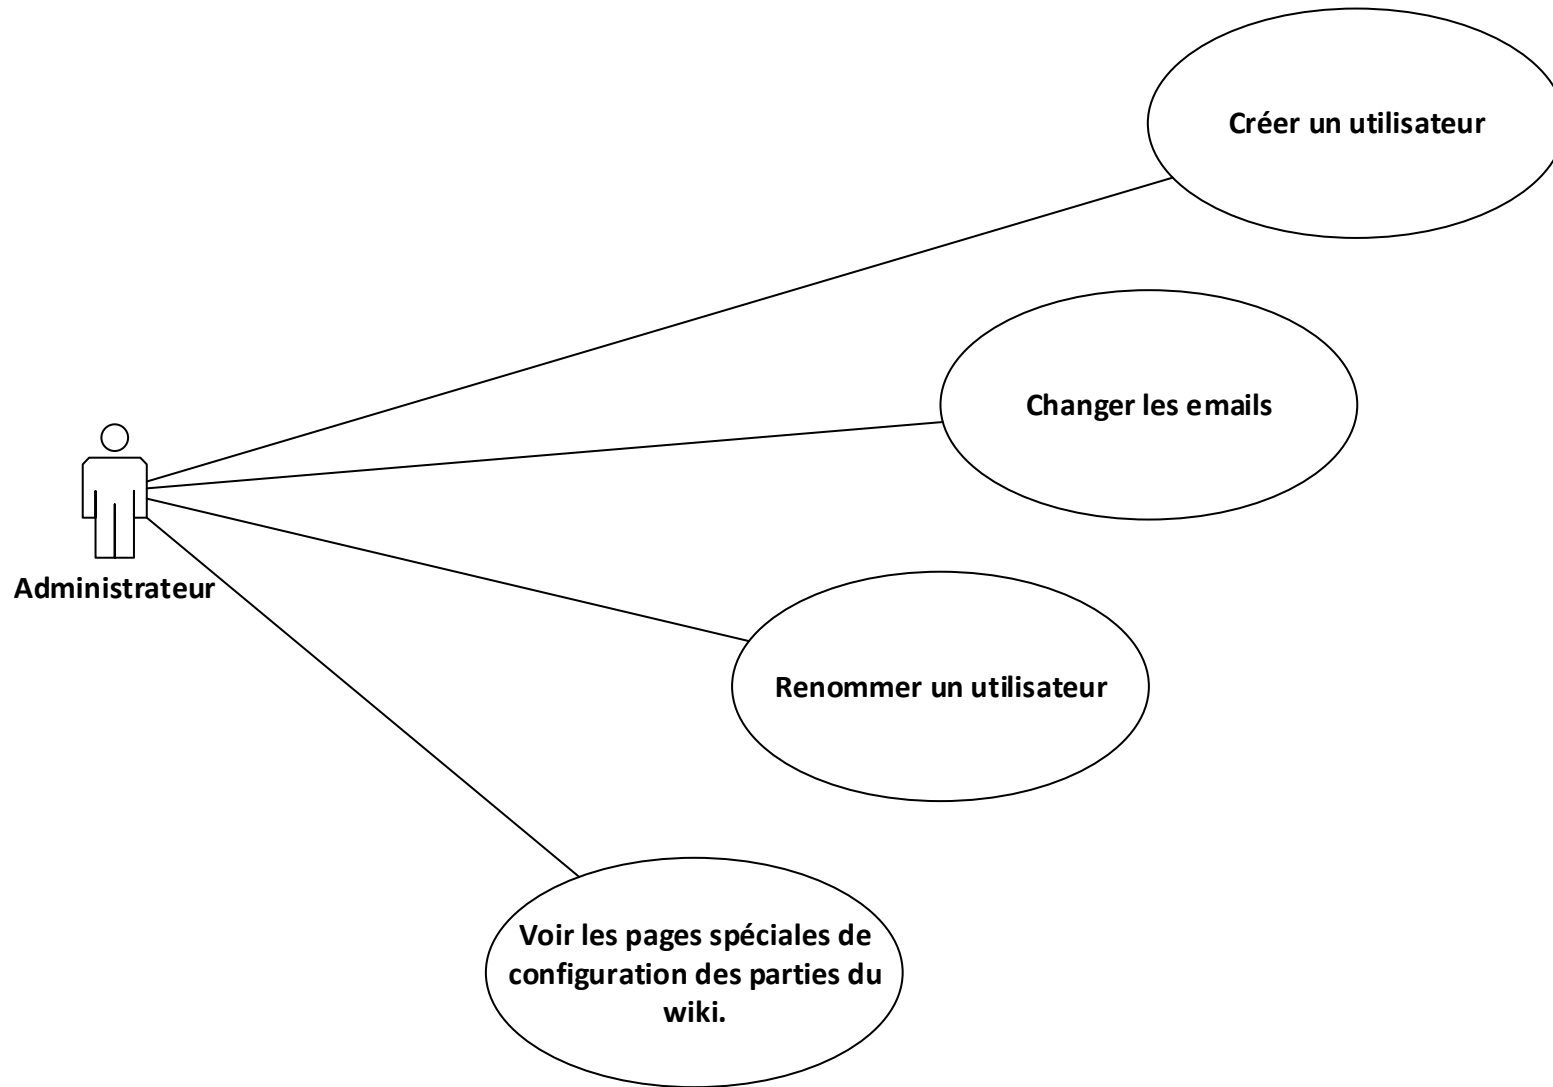 Créer un utilisateur
Changer les emails
Administrateur
Renommer un utilisateur
Voir les pages spéciales de
configuration des parties du
wiki.